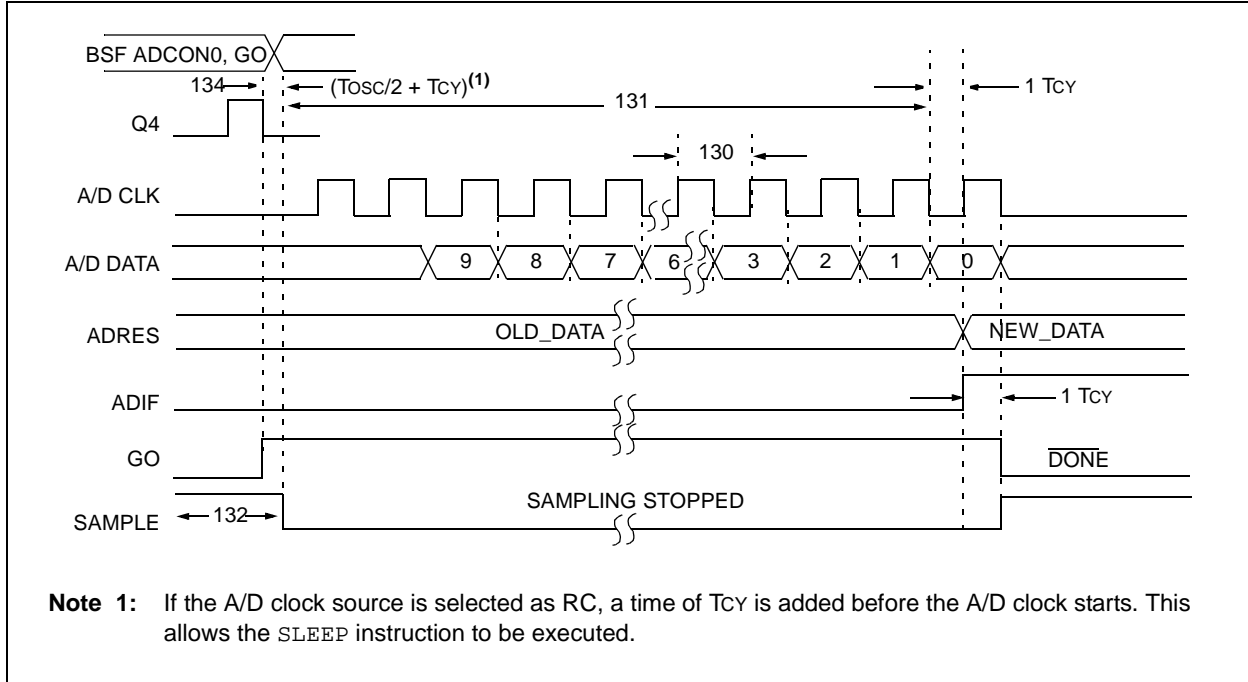 BSF ADCON0, GO
134
(TOSC/2 + TCY)(1)
131
1 TCY
Q4
130
A/D CLK
A/D DATA
9 8 7 6 3 2 1 0
ADRES
OLD_DATA
NEW_DATA
ADIF
1 TCY
GO
DONE
SAMPLE
132
SAMPLING STOPPED
Note 1: If the A/D clock source is selected as RC, a time of TCY is added before the A/D clock starts. This
allows the SLEEP instruction to be executed.